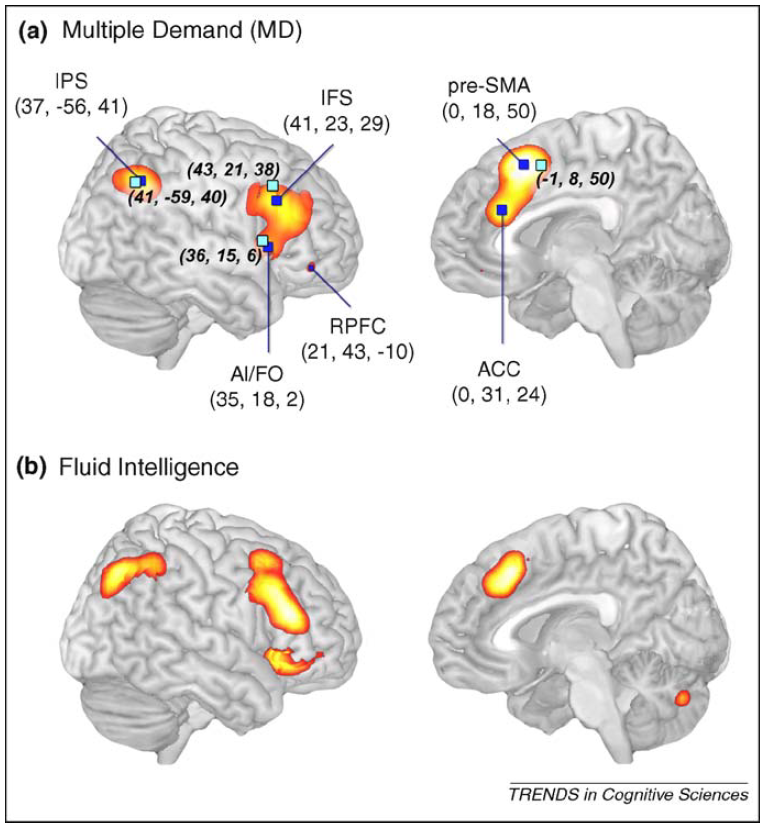 (a) Multiple Demand (MD)
IPS
(37, -56, 41)
IFS
(41, 23, 29)
pre-SMA
(0, 18, 50)
(43, 21, 38)
(41, -59, 40)
(-1, 8, 50)
(36, 15, 6)
RPFC
(21, 43, -10)
AI/FO
(35, 18, 2)
ACC
(0, 31, 24)
(b) Fluid Intelligence
TRENDS in Cognitive Sciences